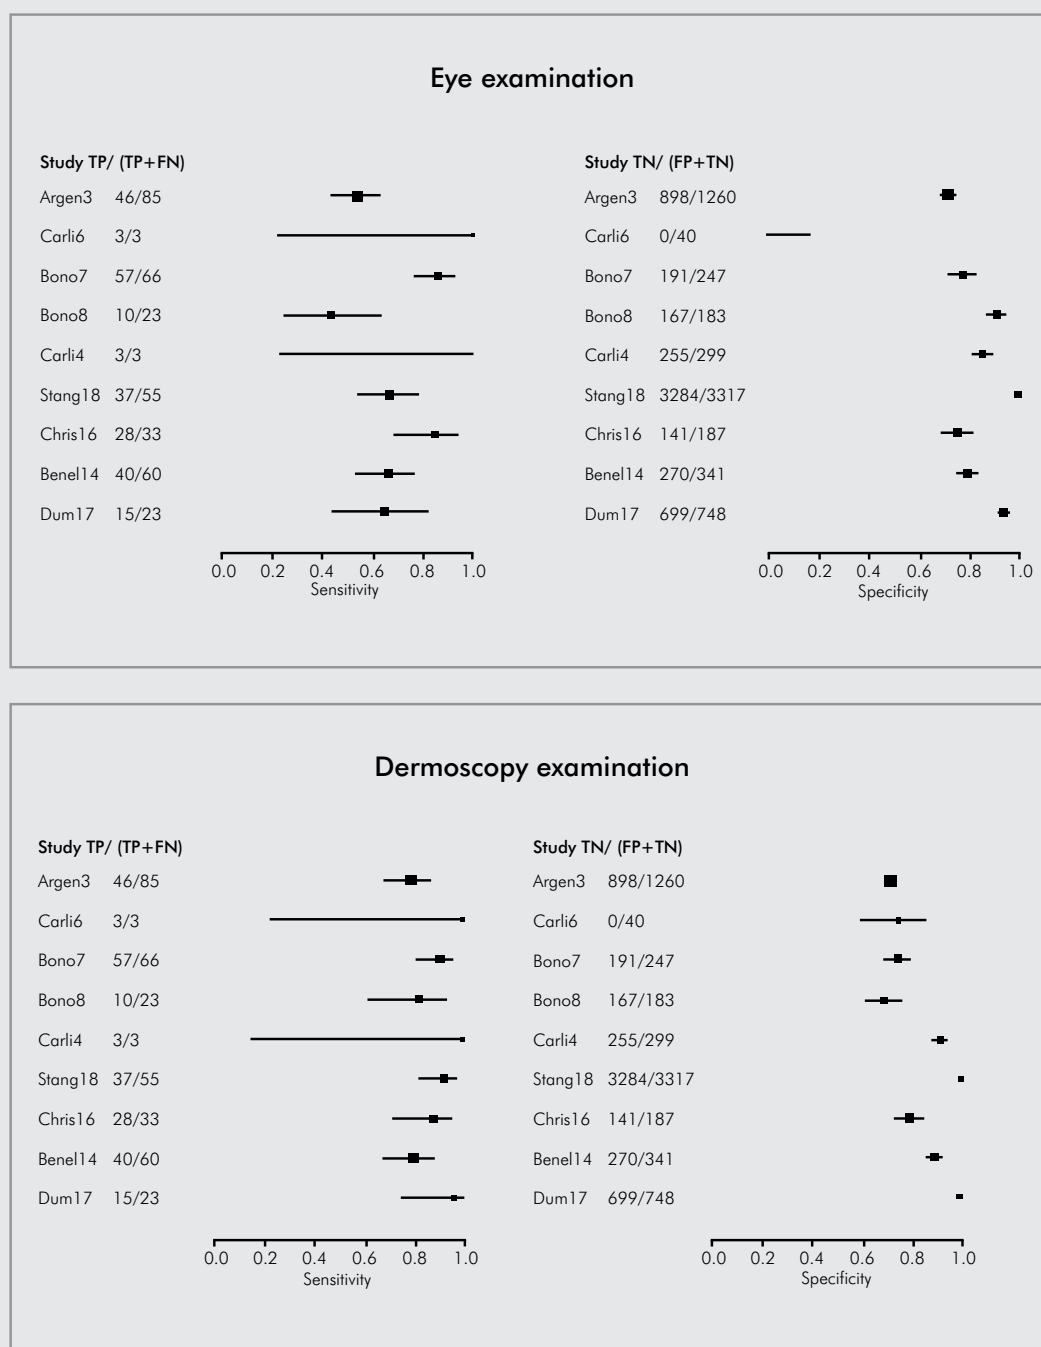 Eye examination
Study TP/ (TP+FN)
Argen3 46/85
Carli6 3/3
Bono7 57/66
Bono8 10/23
Carli4 3/3
Stang18 37/55
Chris16 28/33
Benel14 40/60
Dum17 15/23
0.0 0.2 0.4 0.6 0.8 1.0
Sensitivity
Study TN/ (FP+TN)
Argen3 898/1260
Carli6 0/40
Bono7 191/247
Bono8 167/183
Carli4 255/299
Stang18 3284/3317
Chris16 141/187
Benel14 270/341
Dum17 699/748
0.0 0.2 0.4 0.6 0.8 1.0
Specificity
Dermoscopy examination
Study TP/ (TP+FN)
Argen3 46/85
Carli6 3/3
Bono7 57/66
Bono8 10/23
Carli4 3/3
Stang18 37/55
Chris16 28/33
Benel14 40/60
Dum17 15/23
0.0 0.2 0.4 0.6 0.8 1.0
Sensitivity
Study TN/ (FP+TN)
Argen3 898/1260
Carli6 0/40
Bono7 191/247
Bono8 167/183
Carli4 255/299
Stang18 3284/3317
Chris16 141/187
Benel14 270/341
Dum17 699/748
0.0 0.2 0.4 0.6 0.8 1.0
Specificity